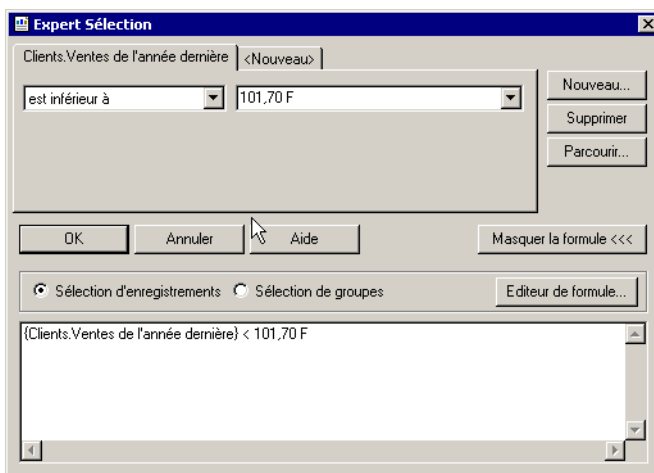 Expert Sélection
Clients.Ventes de l'année dernière <Nouveau>
est inférieur à 101,70 F
Nouveau...
Supprimer
Parcourir...
OK Annuler Aide Masquer la formule <<<
Sélection d'enregistrements Sélection de groupes Editeur de formule...
{Clients.Ventes de l'année dernière} < 101,70 F